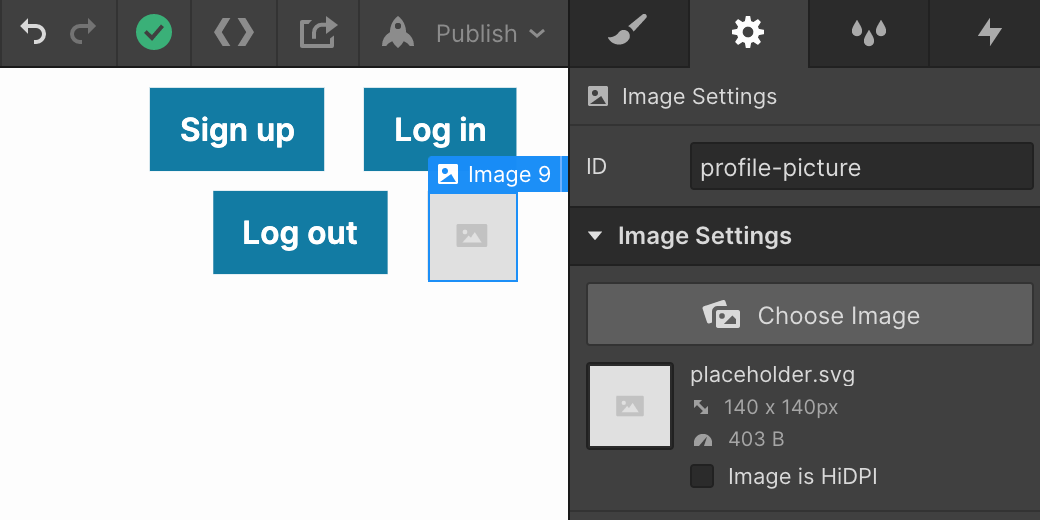 Publish
Image Settings
Sign up
Log in
ID
profile-picture
Image 9
Log out
Image Settings
Choose Image
placeholder.svg
140 x 140px
403 B
Image is HiDPI